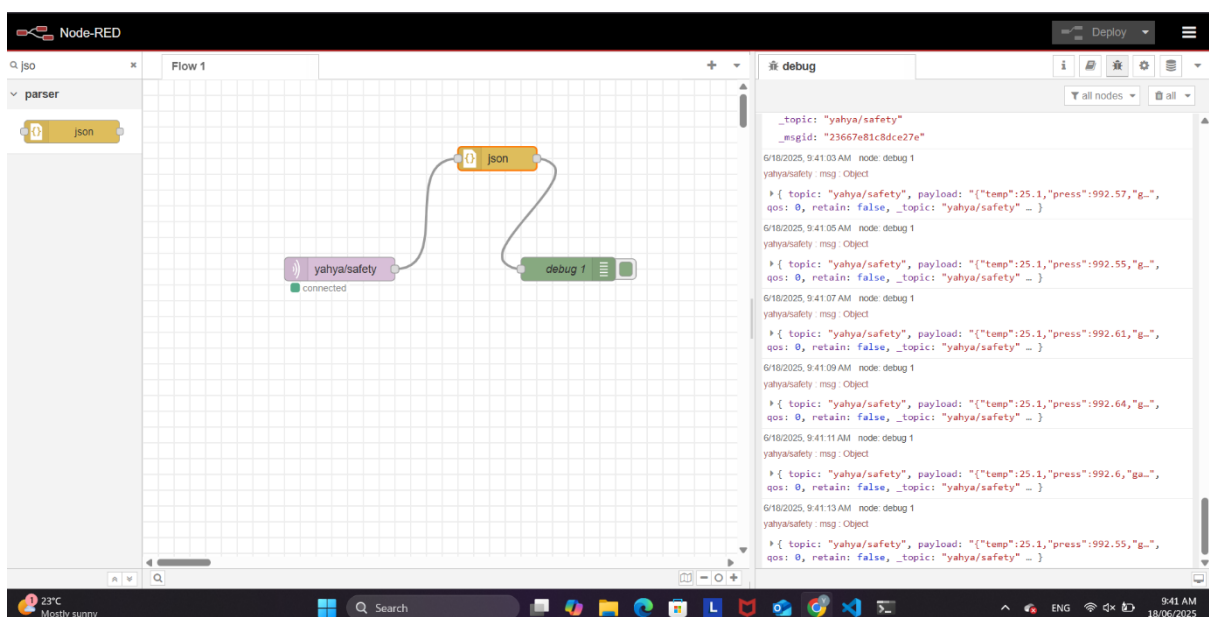 Node-RED
Deploy
jso
Flow 1
debug
parser
all nodes
all
json
json
yahya/safety
connected
debug 1
_topic: "yahya/safety"
_msgid: "23667e81c8dce27e"
6/18/2025, 9:41:03 AM node: debug 1
yahya/safety : msg : Object
{ topic: "yahya/safety", payload: "{"temp":25.1,"press":992.57,"g…",
qos: 0, retain: false, _topic: "yahya/safety" … }
6/18/2025, 9:41:05 AM node: debug 1
yahya/safety : msg : Object
{ topic: "yahya/safety", payload: "{"temp":25.1,"press":992.55,"g…",
qos: 0, retain: false, _topic: "yahya/safety" … }
6/18/2025, 9:41:07 AM node: debug 1
yahya/safety : msg : Object
{ topic: "yahya/safety", payload: "{"temp":25.1,"press":992.61,"g…",
qos: 0, retain: false, _topic: "yahya/safety" … }
6/18/2025, 9:41:09 AM node: debug 1
yahya/safety : msg : Object
{ topic: "yahya/safety", payload: "{"temp":25.1,"press":992.64,"g…",
qos: 0, retain: false, _topic: "yahya/safety" … }
6/18/2025, 9:41:11 AM node: debug 1
yahya/safety : msg : Object
{ topic: "yahya/safety", payload: "{"temp":25.1,"press":992.6,"ga…",
qos: 0, retain: false, _topic: "yahya/safety" … }
6/18/2025, 9:41:13 AM node: debug 1
yahya/safety : msg : Object
{ topic: "yahya/safety", payload: "{"temp":25.1,"press":992.55,"g…",
qos: 0, retain: false, _topic: "yahya/safety" … }
1
23°C
Mostly sunny
Search
L
ENG
9:41 AM
18/06/2025